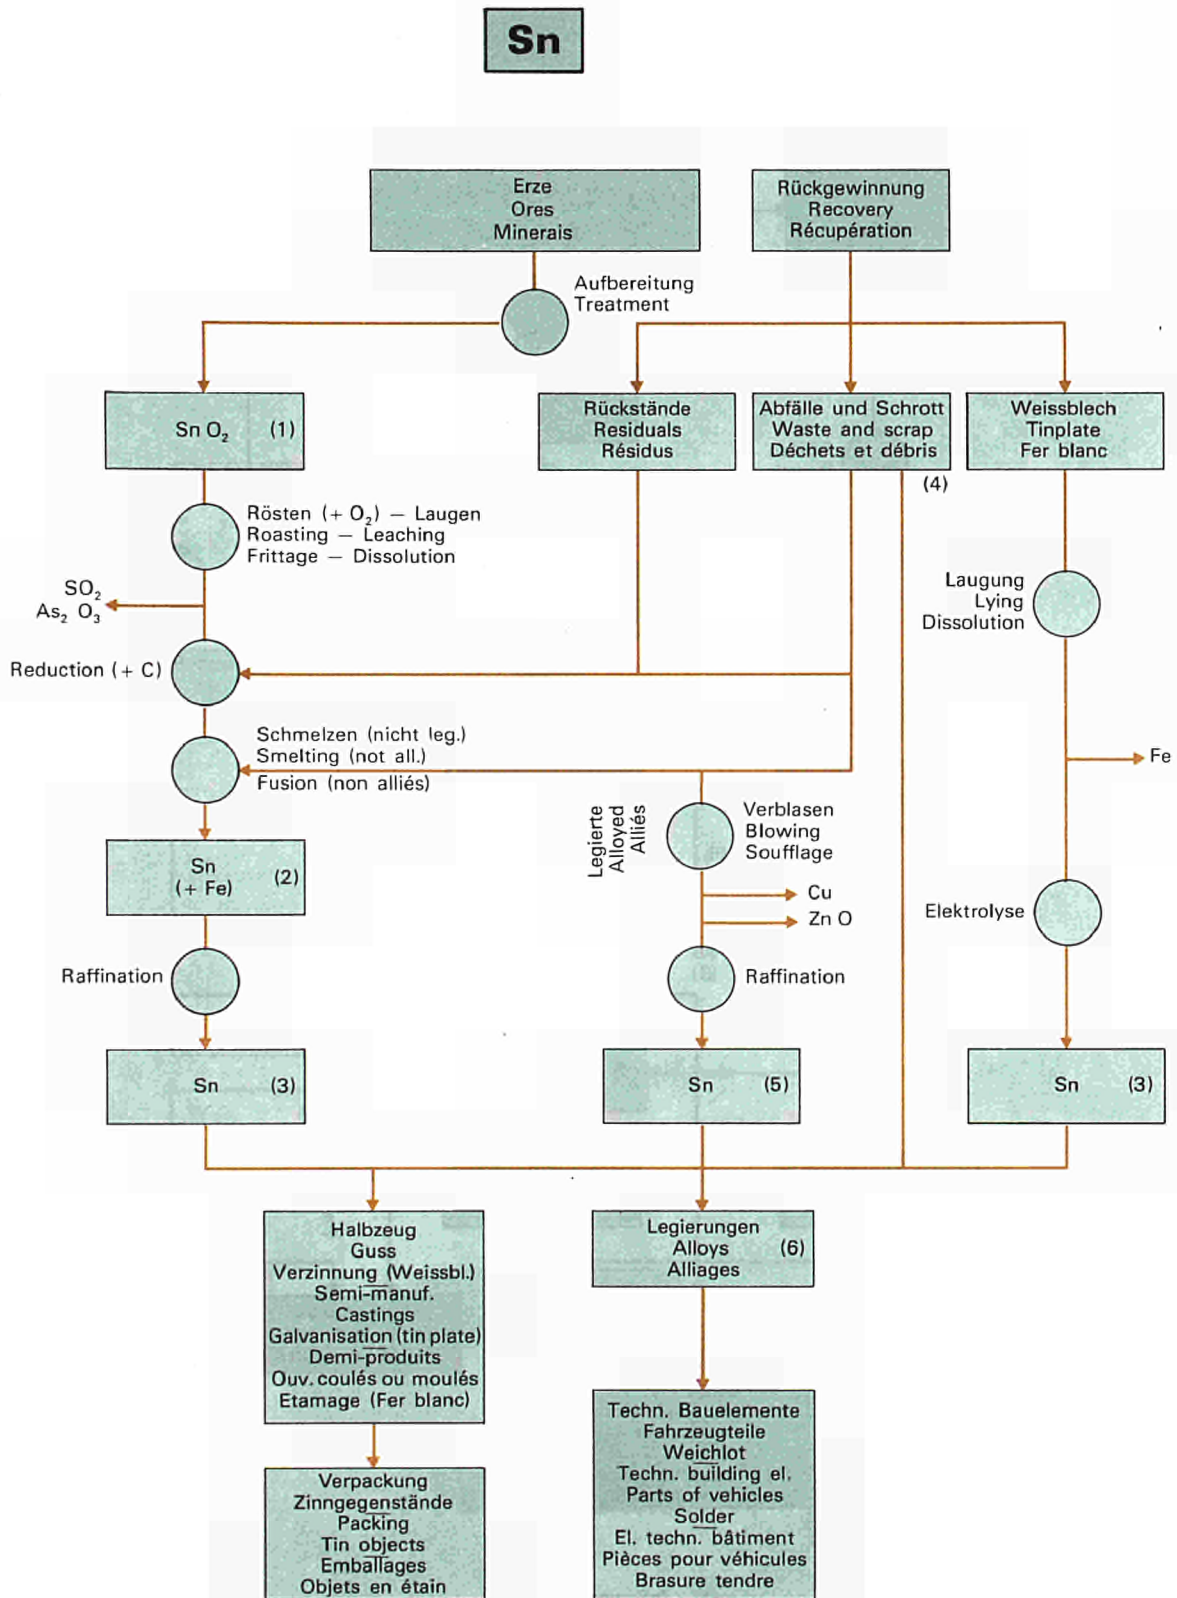 Sn
Erze
Ores
Minerais
Rückgewinnung
Recovery
Récupération
Aufbereitung
Treatment
Sn O₂ (1)
Rückstände
Residuals
Résidus
Abfälle und Schrott
Waste and scrap
Déchets et débris
(4)
Weissblech
Tinplate
Fer blanc
Rösten (+ O₂) — Laugen
Roasting — Leaching
Frittage — Dissolution
SO₂
As₂ O₃
Laugung
Lying
Dissolution
Reduction (+ C)
Schmelzen (nicht leg.)
Smelting (not all.)
Fusion (non alliés)
Fe
Legierte
Alloyed
Alliés
Verblasen
Blowing
Soufflage
Sn (2)
(+ Fe)
Cu
Zn O
Elektrolyse
Raffination
Raffination
Sn (3)
Sn (5)
Sn (3)
Halbzeug
Guss
Verzinnung (Weissbl.)
Semi-manuf.
Castings
Galvanisation (tin plate)
Demi-produits
Ouv. coulés ou moulés
Etamage (Fer blanc)
Legierungen
Alloys (6)
Alliages
Verpackung
Zinngegenstände
Packing
Tin objects
Emballages
Objets en étain
Techn. Bauelemente
Fahrzeugteile
Weichlot
Techn. building el.
Parts of vehicles
Solder
El. techn. bâtiment
Pièces pour véhicules
Brasure tendre